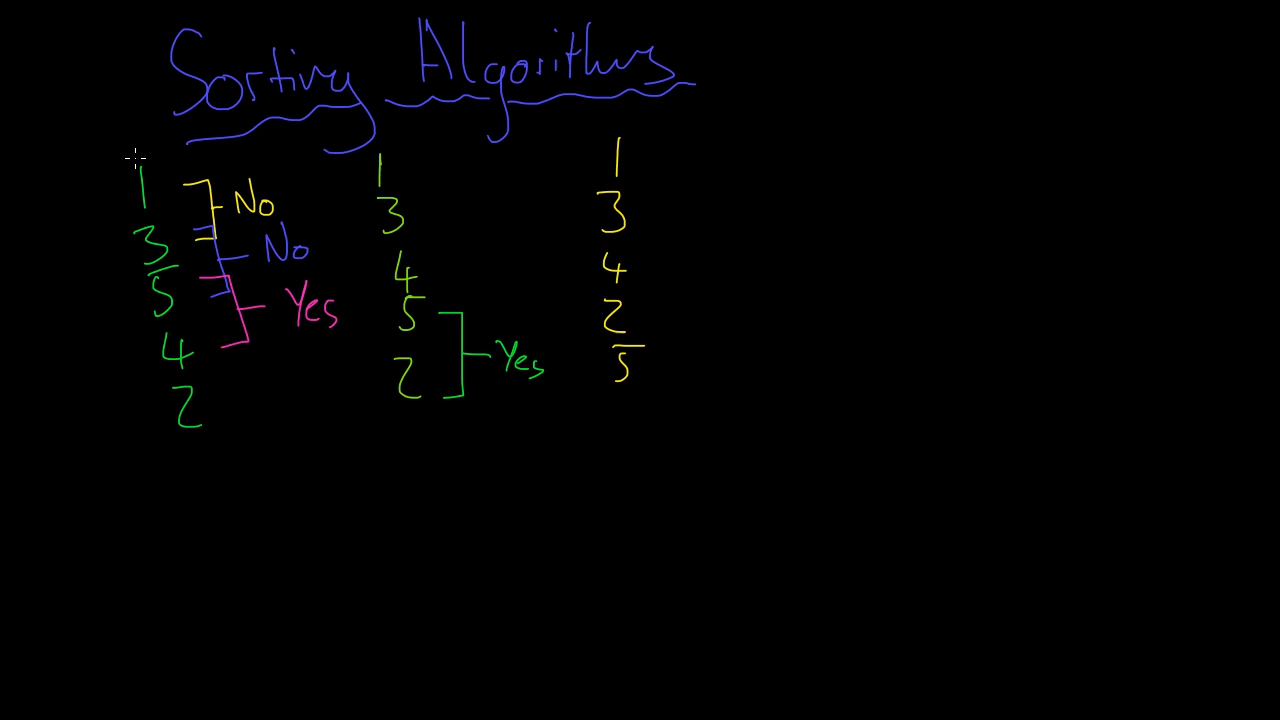 Sorting Algorithms
1 No 1 1
3 No 3 3
5 Yes 4 4
4 5 Yes 2
2 2 5